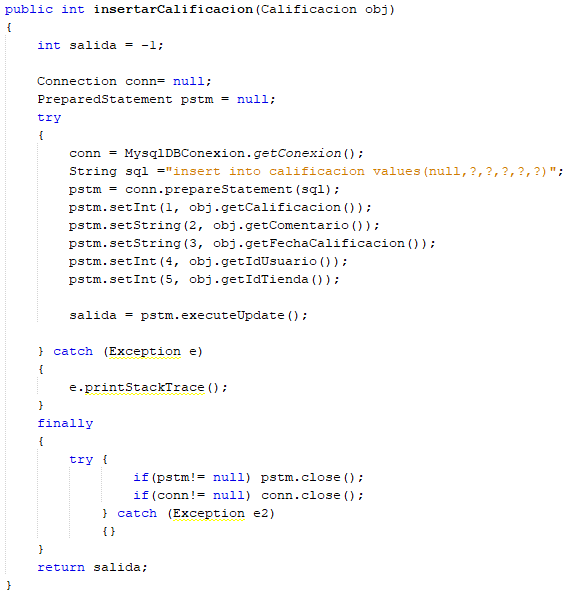 public int insertarCalificacion(Calificacion obj)
{
    int salida = -1;

    Connection conn= null;
    PreparedStatement pstm = null;
    try
    {
        conn = MysqlDBConexion.getConexion();
        String sql ="insert into calificacion values(null,?,?,?,?,?)";
        pstm = conn.prepareStatement(sql);
        pstm.setInt(1, obj.getCalificacion());
        pstm.setString(2, obj.getComentario());
        pstm.setString(3, obj.getFechaCalificacion());
        pstm.setInt(4, obj.getIdUsuario());
        pstm.setInt(5, obj.getIdTienda());

        salida = pstm.executeUpdate();

    } catch (Exception e)
    {
        e.printStackTrace();
    }
    finally
    {
        try {
                if(pstm!= null) pstm.close();
                if(conn!= null) conn.close();
            } catch (Exception e2)
            {}
    }
    return salida;
}